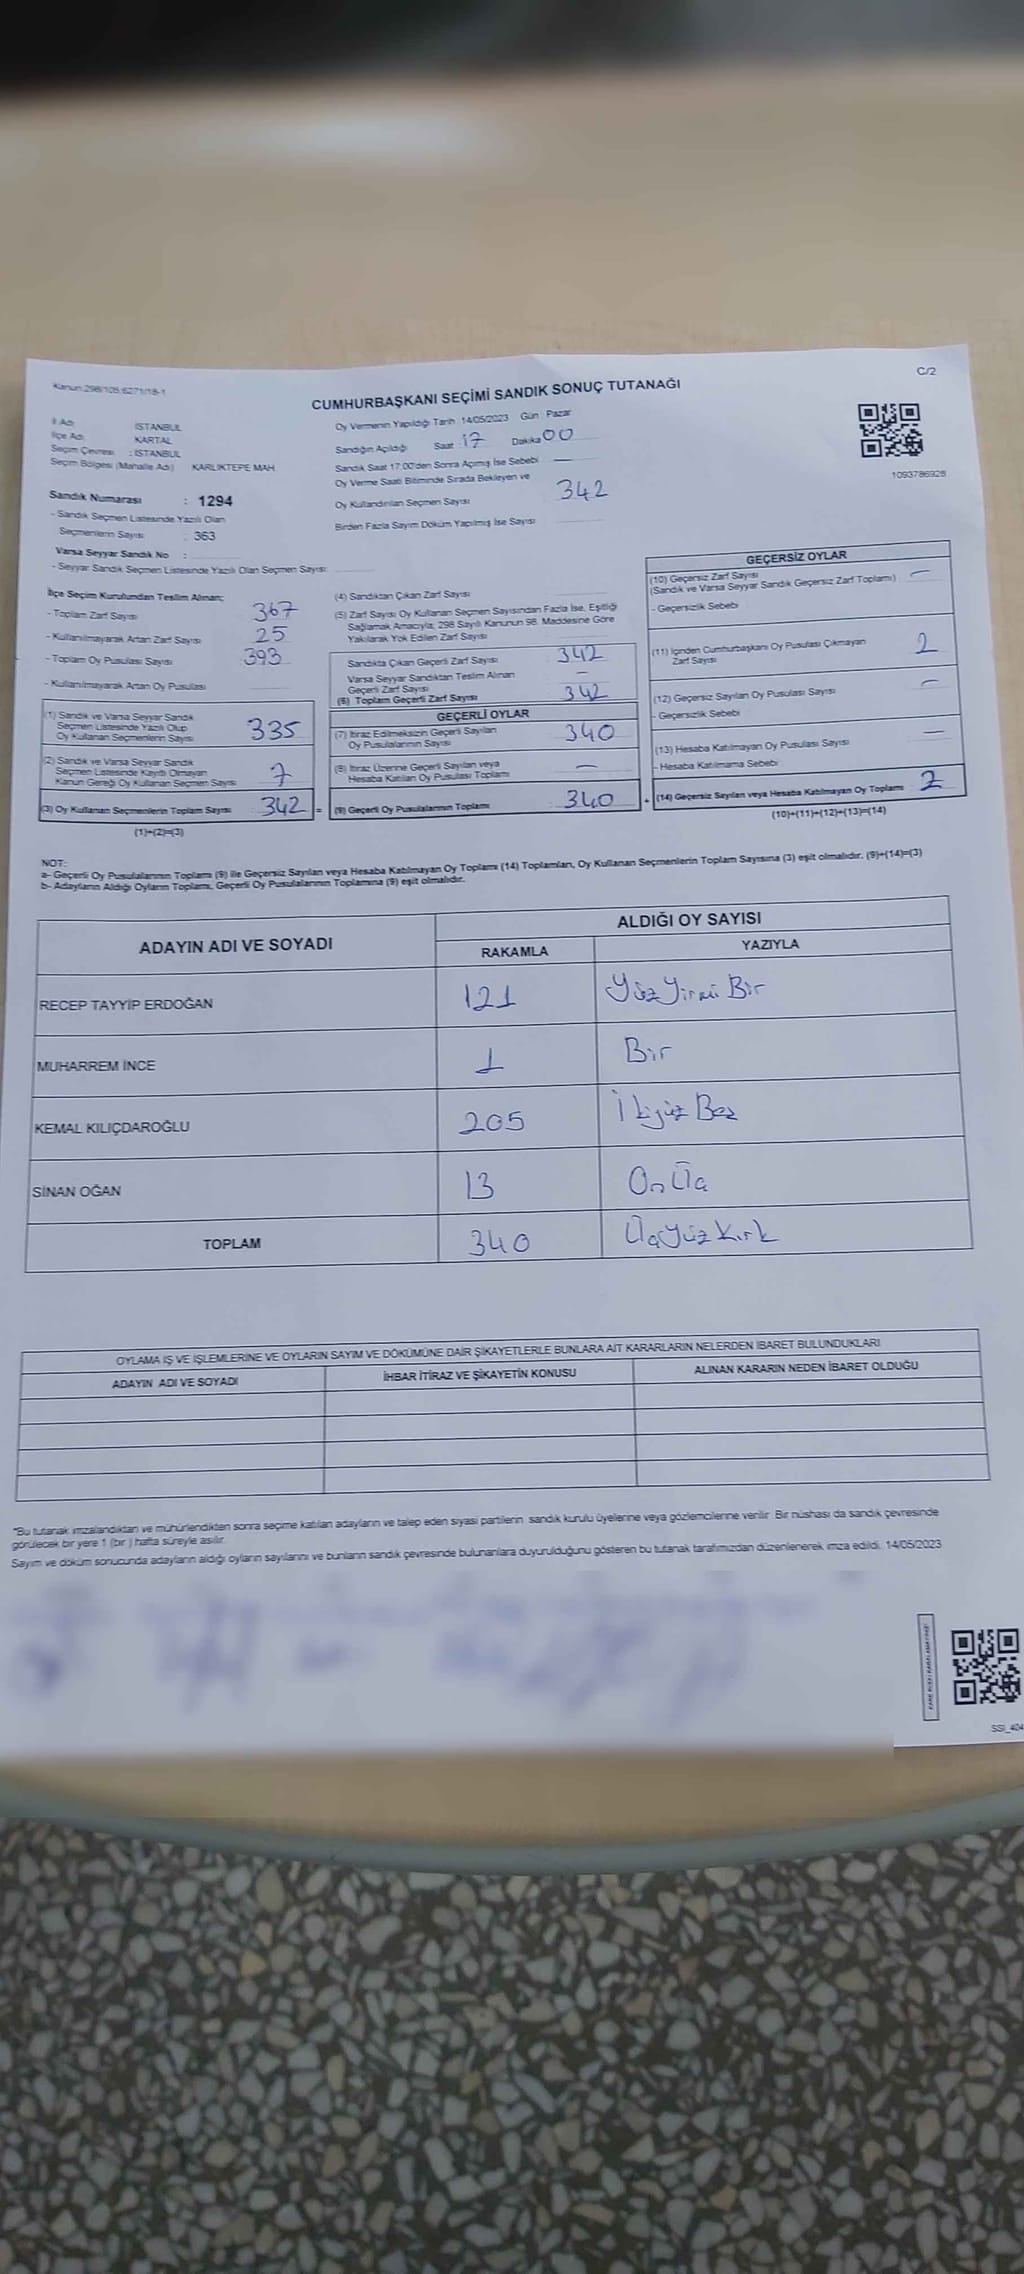 Kanun:298/105;6271/18-1
C/2
CUMHURBAŞKANI SEÇİMİ SANDIK SONUÇ TUTANAĞI
İl Adı İSTANBUL
İlçe Adı KARTAL
Seçim Çevresi : İSTANBUL
Seçim Bölgesi (Mahalle Adı) KARLIKTEPE MAH
Sandık Numarası : 1294
- Sandık Seçmen Listesinde Yazılı Olan
Seçmenlerin Sayısı : 363
Varsa Seyyar Sandık No :
- Seyyar Sandık Seçmen Listesinde Yazılı Olan Seçmen Sayısı:
Oy Vermenin Yapıldığı Tarih 14/05/2023 Gün : Pazar
Sandığın Açıldığı Saat 17 Dakika 00
Sandık Saat 17:00'den Sonra Açılmış İse Sebebi —
Oy Verme Saati Bitiminde Sırada Bekleyen ve
Oy Kullandırılan Seçmen Sayısı 342
Birden Fazla Sayım Döküm Yapılmış İse Sayısı
1093786928
İlçe Seçim Kurulundan Teslim Alınan;
- Toplam Zarf Sayısı 367
- Kullanılmayarak Artan Zarf Sayısı 25
- Toplam Oy Pusulası Sayısı 393
- Kullanılmayarak Artan Oy Pusulası
(1) Sandık ve Varsa Seyyar Sandık
Seçmen Listesinde Yazılı Olup
Oy Kullanan Seçmenlerin Sayısı 335
(2) Sandık ve Varsa Seyyar Sandık
Seçmen Listesinde Kayıtlı Olmayan
Kanun Gereği Oy Kullanan Seçmen Sayısı 7
(3) Oy Kullanan Seçmenlerin Toplam Sayısı 342 =
(1)+(2)=(3)
(4) Sandıktan Çıkan Zarf Sayısı
(5) Zarf Sayısı Oy Kullanan Seçmen Sayısından Fazla İse, Eşitliği
Sağlamak Amacıyla, 298 Sayılı Kanunun 98. Maddesine Göre
Yakılarak Yok Edilen Zarf Sayısı
Sandıkta Çıkan Geçerli Zarf Sayısı 342
Varsa Seyyar Sandıktan Teslim Alınan
Geçerli Zarf Sayısı —
(6) Toplam Geçerli Zarf Sayısı 342
GEÇERLİ OYLAR
(7) İtiraz Edilmeksizin Geçerli Sayılan
Oy Pusulalarının Sayısı 340
(8) İtiraz Üzerine Geçerli Sayılan veya
Hesaba Katılan Oy Pusulası Toplamı —
(9) Geçerli Oy Pusulalarının Toplamı 340 +
GEÇERSİZ OYLAR
(10) Geçersiz Zarf Sayısı —
(Sandık ve Varsa Seyyar Sandık Geçersiz Zarf Toplamı)
- Geçersizlik Sebebi
(11) İçinden Cumhurbaşkanı Oy Pusulası Çıkmayan
Zarf Sayısı 2
(12) Geçersiz Sayılan Oy Pusulası Sayısı —
- Geçersizlik Sebebi
(13) Hesaba Katılmayan Oy Pusulası Sayısı —
- Hesaba Katılmama Sebebi
(14) Geçersiz Sayılan veya Hesaba Katılmayan Oy Toplamı 2
(10)+(11)+(12)+(13)=(14)
NOT:
a- Geçerli Oy Pusulalarının Toplamı (9) ile Geçersiz Sayılan veya Hesaba Katılmayan Oy Toplamı (14) Toplamları, Oy Kullanan Seçmenlerin Toplam Sayısına (3) eşit olmalıdır. (9)+(14)=(3)
b- Adayların Aldığı Oyların Toplamı, Geçerli Oy Pusulalarının Toplamına (9) eşit olmalıdır.
ADAYIN ADI VE SOYADI
ALDIĞI OY SAYISI
RAKAMLA YAZIYLA
RECEP TAYYİP ERDOĞAN 121 Yüz Yirmi Bir
MUHARREM İNCE 1 Bir
KEMAL KILIÇDAROĞLU 205 İkiyüz Beş
SİNAN OĞAN 13 On Üç
TOPLAM 340 Üçyüz Kırk
OYLAMA İŞ VE İŞLEMLERİNE VE OYLARIN SAYIM VE DÖKÜMÜNE DAİR ŞİKAYETLERLE BUNLARA AİT KARARLARIN NELERDEN İBARET BULUNDUKLARI
ADAYIN ADI VE SOYADI İHBAR İTİRAZ VE ŞİKAYETİN KONUSU ALINAN KARARIN NEDEN İBARET OLDUĞU
*Bu tutanak imzalandıktan ve mühürlendikten sonra seçime katılan adayların ve talep eden siyasi partilerin sandık kurulu üyelerine veya gözlemcilerine verilir. Bir nüshası da sandık çevresinde
görülecek bir yere 1 (bir) hafta süreyle asılır.
Sayım ve döküm sonucunda adayların aldığı oyların sayılarını ve bunların sandık çevresinde bulunanlara duyurulduğunu gösteren bu tutanak tarafımızdan düzenlenerek imza edildi. 14/05/2023
SSI_404